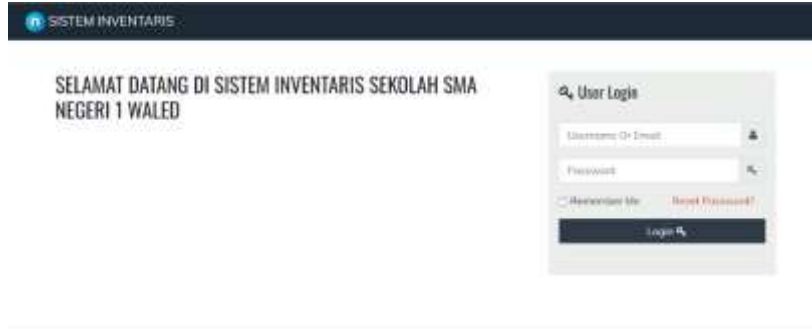 SISTEM INVENTARIS
SELAMAT DATANG DI SISTEM INVENTARIS SEKOLAH SMA
NEGERI 1 WALED
User Login
Username Or Email
Password
Remember Me Reset Password?
Login